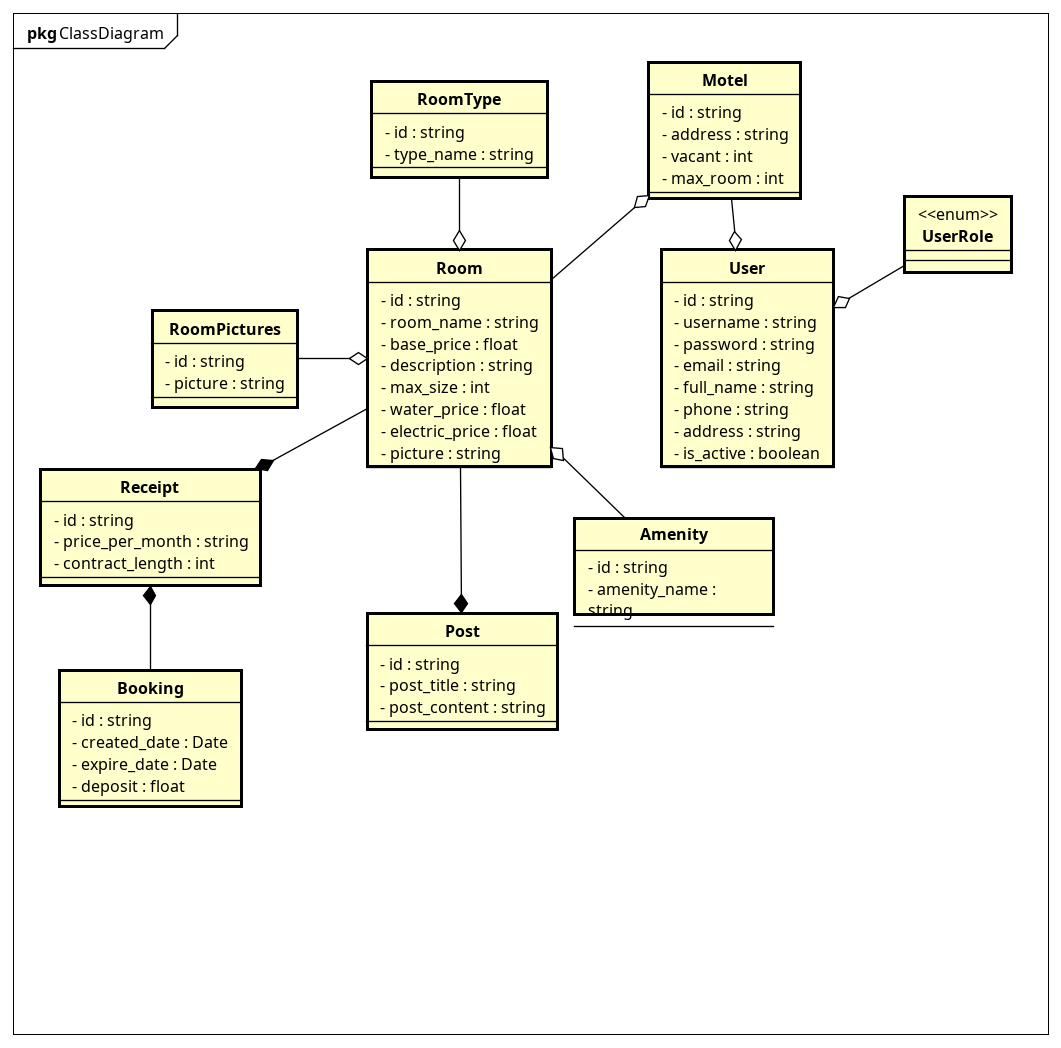 pkg ClassDiagram
RoomType
- id : string
- type_name : string
Motel
- id : string
- address : string
- vacant : int
- max_room : int
<<enum>>
UserRole
Room
- id : string
- room_name : string
- base_price : float
- description : string
- max_size : int
- water_price : float
- electric_price : float
- picture : string
User
- id : string
- username : string
- password : string
- email : string
- full_name : string
- phone : string
- address : string
- is_active : boolean
RoomPictures
- id : string
- picture : string
Receipt
- id : string
- price_per_month : string
- contract_length : int
Amenity
- id : string
- amenity_name :
string
Post
- id : string
- post_title : string
- post_content : string
Booking
- id : string
- created_date : Date
- expire_date : Date
- deposit : float